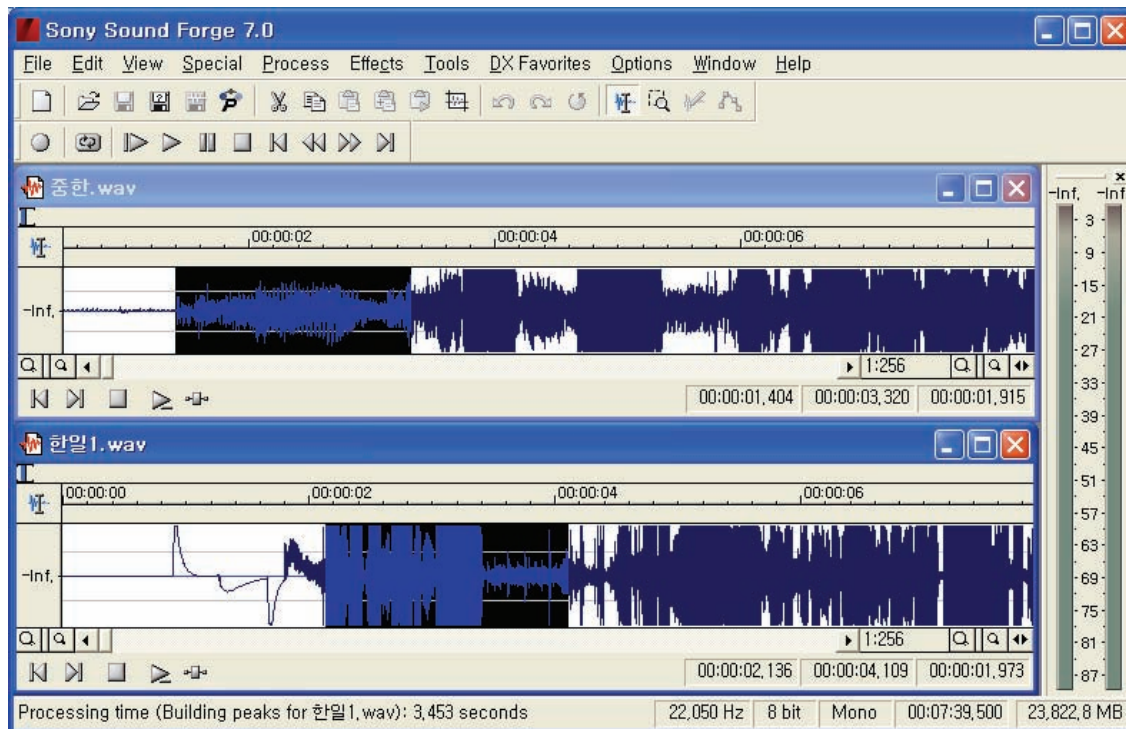 Sony Sound Forge 7.0
File Edit View Special Process Effects Tools DX Favorites Options Window Help
중한.wav
-Inf. -Inf.
00:00:02 00:00:04 00:00:06
-Inf.
1:256
00:00:01,404 00:00:03,320 00:00:01,915
한일1.wav
00:00:00 00:00:02 00:00:04 00:00:06
-Inf.
1:256
00:00:02,136 00:00:04,109 00:00:01,973
3
9
15
21
27
33
39
45
51
57
63
69
75
81
87
Processing time (Building peaks for 한일1.wav): 3,453 seconds 22,050 Hz 8 bit Mono 00:07:39,500 23,822,8 MB